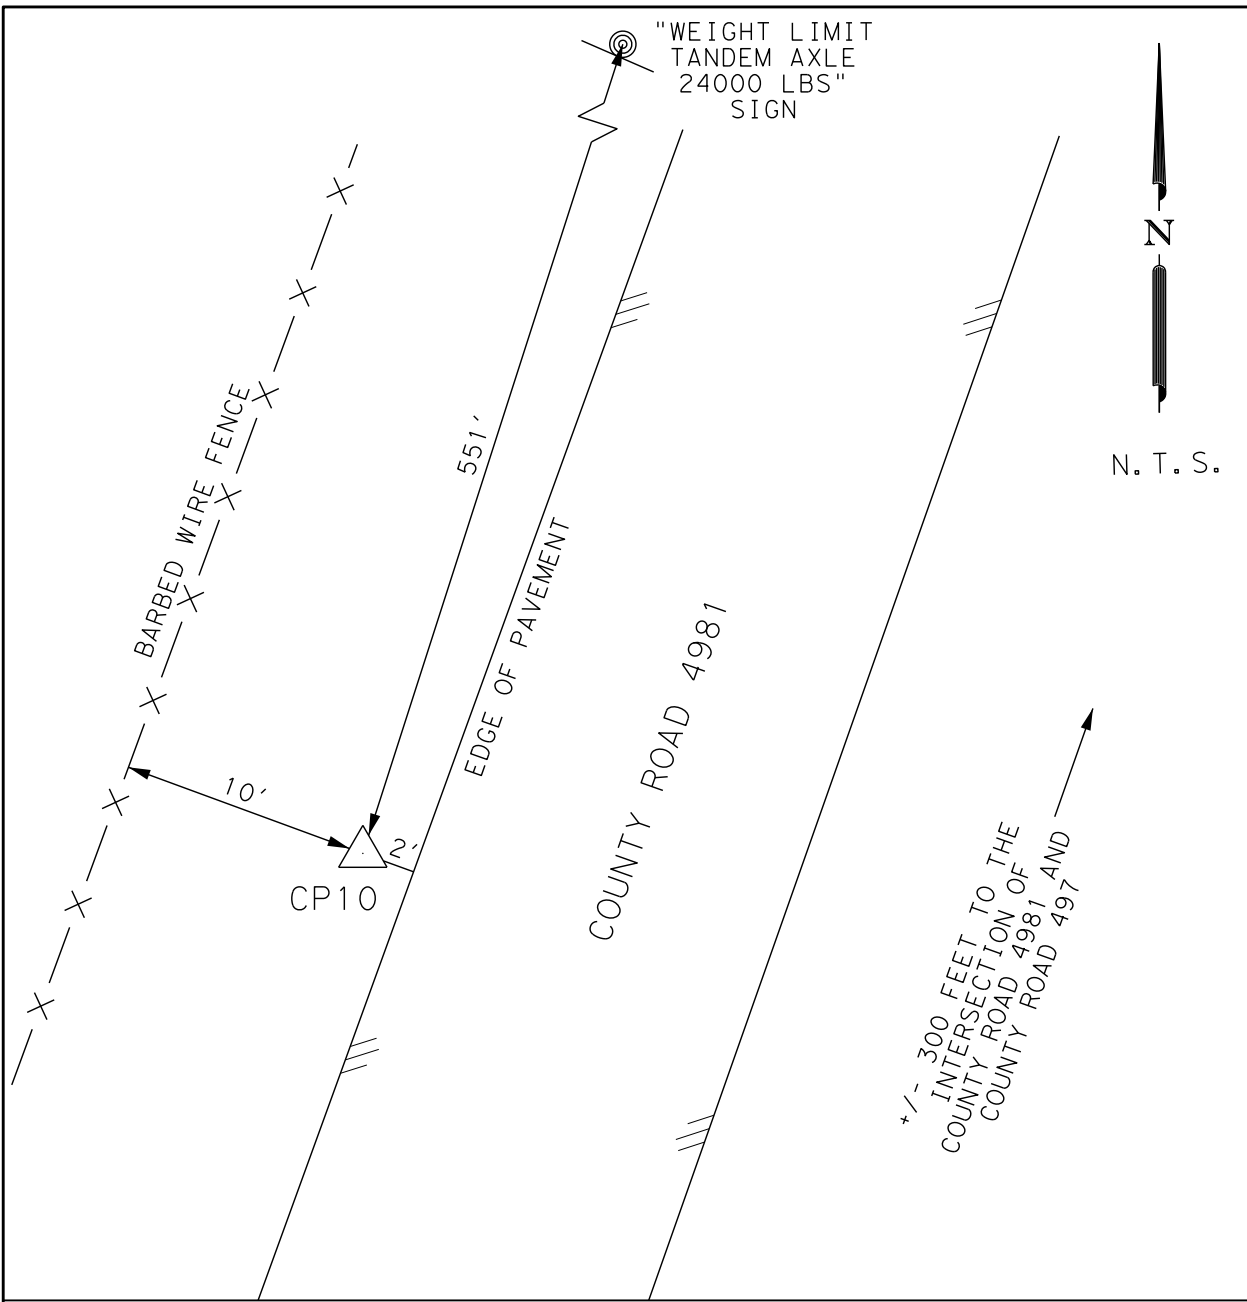 "WEIGHT LIMIT
TANDEM AXLE
24000 LBS"
SIGN
N
N.T.S.
551'
BARBED WIRE FENCE
EDGE OF PAVEMENT
COUNTY ROAD 4981
10'
2'
CP10
+/- 300 FEET TO THE
INTERSECTION OF
COUNTY ROAD 4981 AND
COUNTY ROAD 497